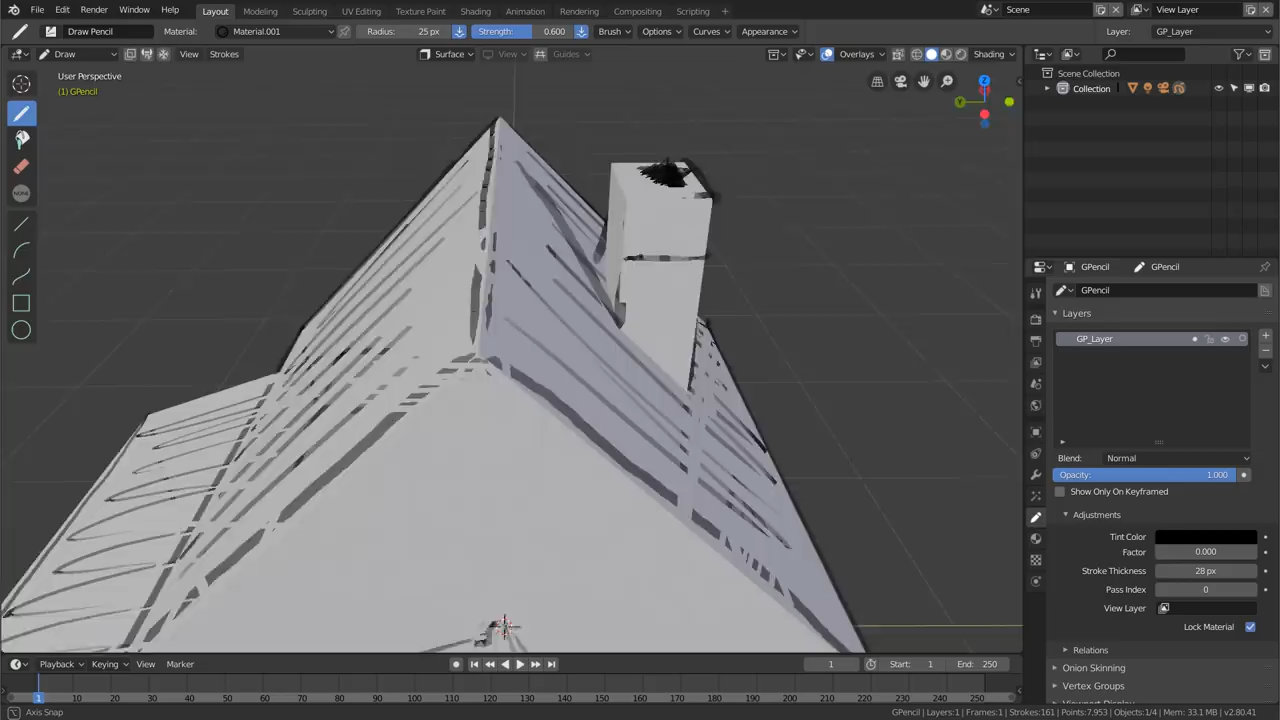 File Edit Render Window Help Layout Modeling Sculpting UV Editing Texture Paint Shading Animation Rendering Compositing Scripting + Scene View Layer
Draw Pencil Material: Material.001 Radius: 25 px Strength: 0.600 Brush Options Curves Appearance Layer: GP_Layer
Draw View Strokes Surface View Guides Overlays Shading
User Perspective
(1) GPencil
Z
Y
Scene Collection
Collection
GPencil GPencil
GPencil
Layers
GP_Layer
Blend: Normal
Opacity: 1.000
Show Only On Keyframed
Adjustments
Tint Color
Factor 0.000
Stroke Thickness 28 px
Pass Index 0
View Layer
Lock Material
Relations
Onion Skinning
Vertex Groups
Playback Keying View Marker 1 Start: 1 End: 250
1 10 20 30 40 50 60 70 80 90 100 110 120 130 140 150 160 170 180 190 200 210 220 230 240 250
Axis Snap GPencil | Layers:1 | Frames:1 | Strokes:161 | Points:7,953 | Objects:1/4 | Mem: 33.1 MB | v2.80.41